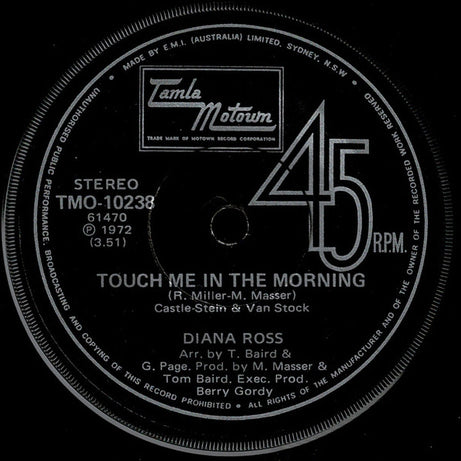 MADE BY E.M.I. (AUSTRALIA) LIMITED. SYDNEY, N.S.W.
Tamla
Motown
TRADE MARK OF MOTOWN RECORD CORPORATION
45
R.P.M.
STEREO
TMO-10238
61470
Ⓟ 1972
(3.51)
TOUCH ME IN THE MORNING
(R. Miller-M. Masser)
Castle-Stein & Van Stock
DIANA ROSS
Arr. by T. Baird &
G. Page. Prod. by M. Masser &
Tom Baird. Exec. Prod.
Berry Gordy
UNAUTHORISED PUBLIC PERFORMANCE, BROADCASTING AND COPYING OF THIS RECORD PROHIBITED • ALL RIGHTS OF THE MANUFACTURER AND OF THE OWNER OF THE RECORDED WORK RESERVED •